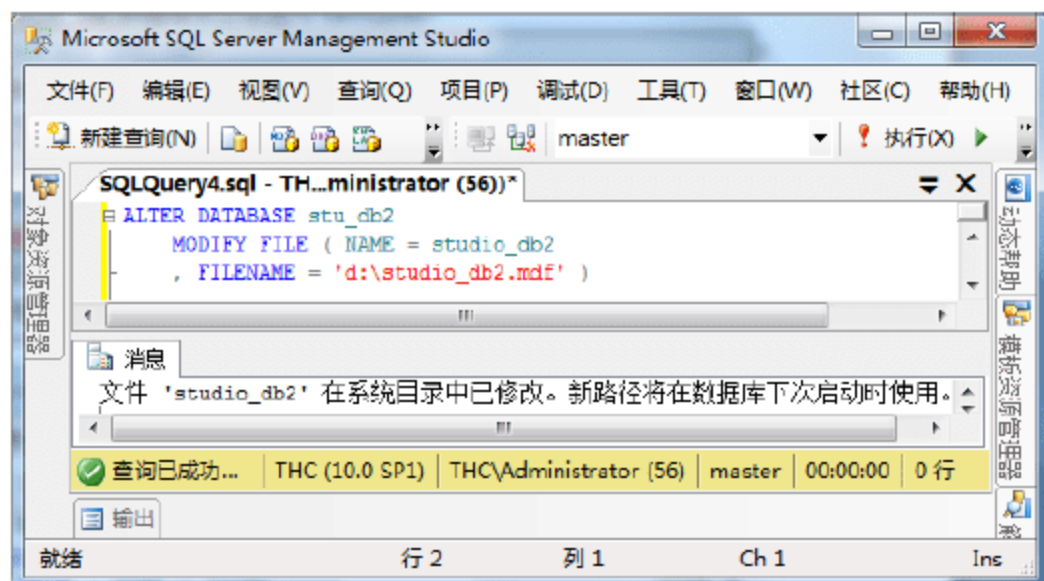 Microsoft SQL Server Management Studio
文件(F) 编辑(E) 视图(V) 查询(Q) 项目(P) 调试(D) 工具(T) 窗口(W) 社区(C) 帮助(H)
新建查询(N) master 执行(X)
SQLQuery4.sql - TH...ministrator (56))*
ALTER DATABASE stu_db2
MODIFY FILE ( NAME = studio_db2
, FILENAME = 'd:\studio_db2.mdf' )
对象资源管理器
动态帮助
模板资源管理器
消息
文件 'studio_db2' 在系统目录中已修改。新路径将在数据库下次启动时使用。
查询已成功... THC (10.0 SP1) THC\Administrator (56) master 00:00:00 0 行
输出
就绪 行 2 列 1 Ch 1 Ins